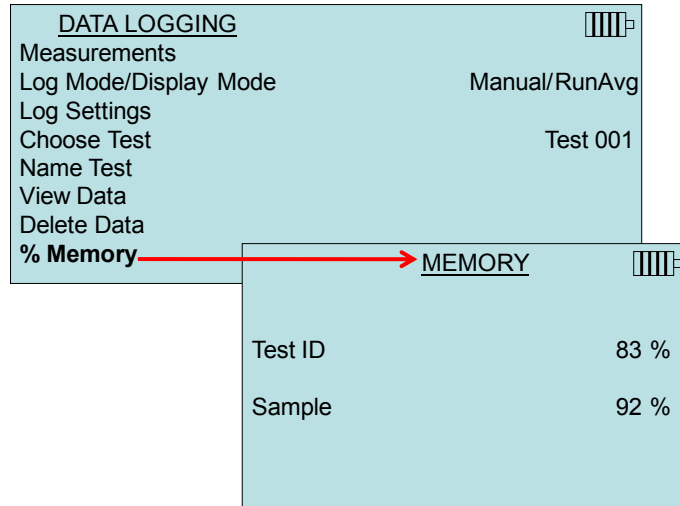 DATA LOGGING
Measurements
Log Mode/Display Mode Manual/RunAvg
Log Settings
Choose Test Test 001
Name Test
View Data
Delete Data
% Memory
MEMORY
Test ID 83 %
Sample 92 %